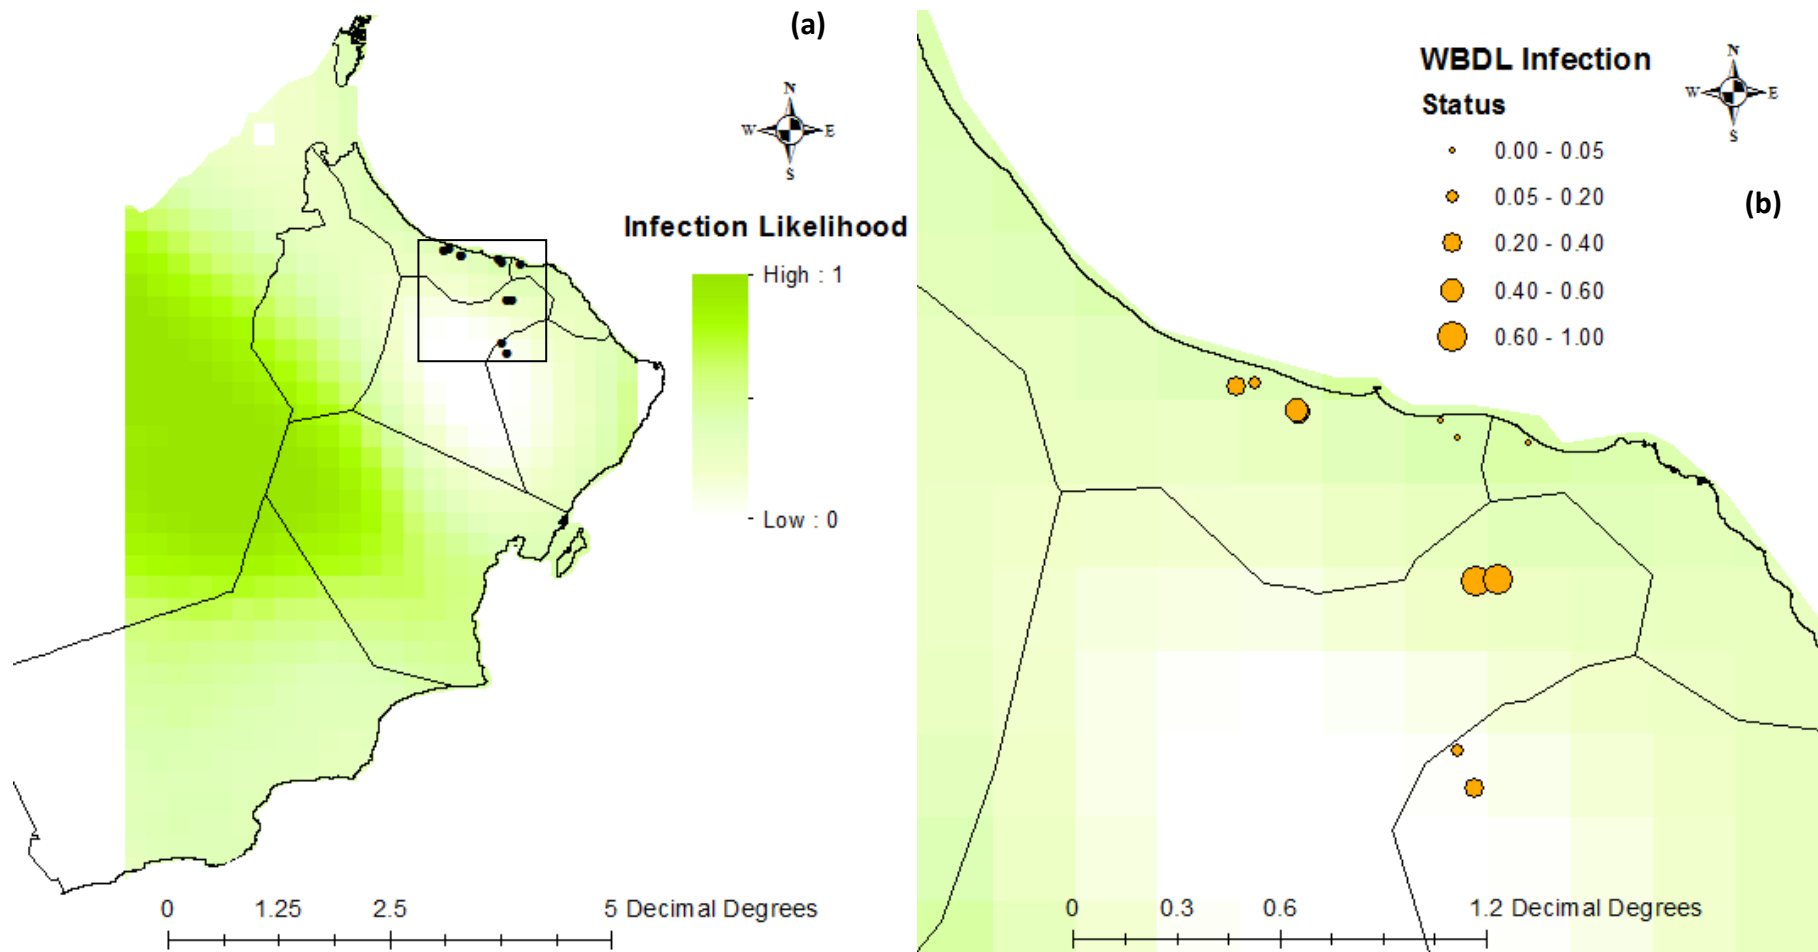 (a)
N
W E
S
Infection Likelihood
High : 1
Low : 0
0 1.25 2.5 5 Decimal Degrees
WBDL Infection
Status
N
W E
S
0.00 - 0.05
0.05 - 0.20
0.20 - 0.40
0.40 - 0.60
0.60 - 1.00
(b)
0 0.3 0.6 1.2 Decimal Degrees